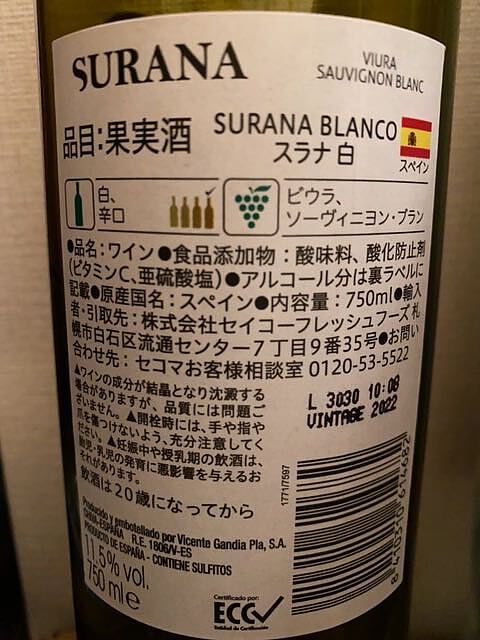 SURANA
VIURA
SAUVIGNON BLANC
品目:果実酒
SURANA BLANCO
スラナ 白
スペイン
白、
辛口
ビウラ、
ソーヴィニヨン・ブラン
●品名:ワイン●食品添加物:酸味料、酸化防止剤
(ビタミンC、亜硫酸塩)●アルコール分は裏ラベルに
記載●原産国名:スペイン●内容量:750ml●輸入
者・引取先:株式会社セイコーフレッシュフーズ 札
幌市白石区流通センター7丁目9番35号●お問い
合わせ先:セコマお客様相談室 0120-53-5522
▲ワインの成分が結晶となり沈澱する
場合がありますが、品質には問題ご
ざいません。▲開栓時には、手や指や
爪を傷つけないよう、充分注意してく
ださい。▲妊娠中や授乳期の飲酒は、
胎児・乳児の発育に悪影響を与えるお
それがあります。
飲酒は20歳になってから
L 3030 10:08
VINTAGE 2022
1771/7597
Producido y embotellado por Vicente Gandia Pla, S.A.
CHIVA-ESPAÑA R.E. 1806/V-ES
PRODUCTO DE ESPAÑA - CONTIENE SULFITOS
11,5% vol.
750 ml e
Certificado por:
ECC
Entidad de Certificación
8 410310 614682